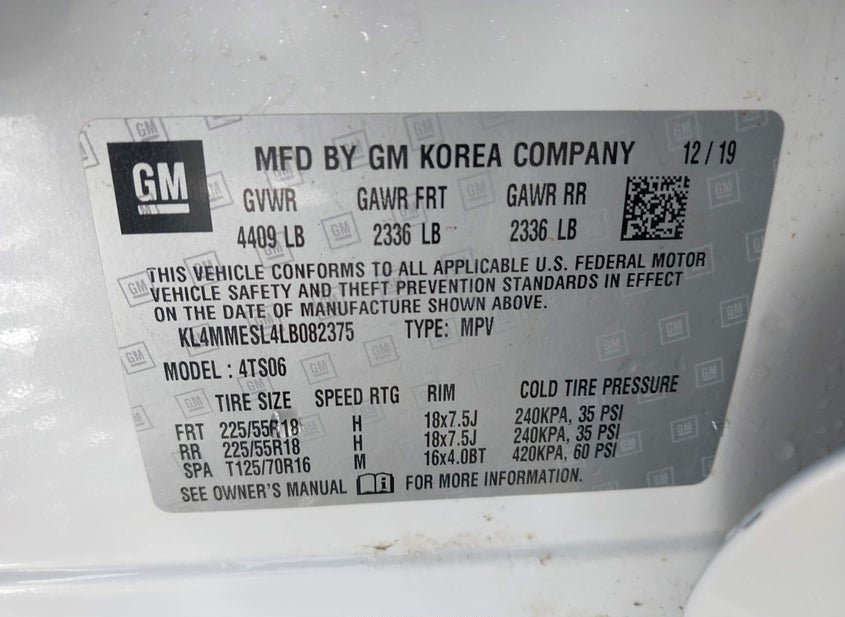 GM
MFD BY GM KOREA COMPANY 12 / 19
GVWR GAWR FRT GAWR RR
4409 LB 2336 LB 2336 LB
THIS VEHICLE CONFORMS TO ALL APPLICABLE U.S. FEDERAL MOTOR
VEHICLE SAFETY AND THEFT PREVENTION STANDARDS IN EFFECT
ON THE DATE OF MANUFACTURE SHOWN ABOVE.
KL4MMESL4LB082375 TYPE: MPV
MODEL : 4TS06
TIRE SIZE SPEED RTG RIM COLD TIRE PRESSURE
FRT 225/55R18 H 18x7.5J 240KPA, 35 PSI
RR 225/55R18 H 18x7.5J 240KPA, 35 PSI
SPA T125/70R16 M 16x4.0BT 420KPA, 60 PSI
SEE OWNER'S MANUAL FOR MORE INFORMATION.